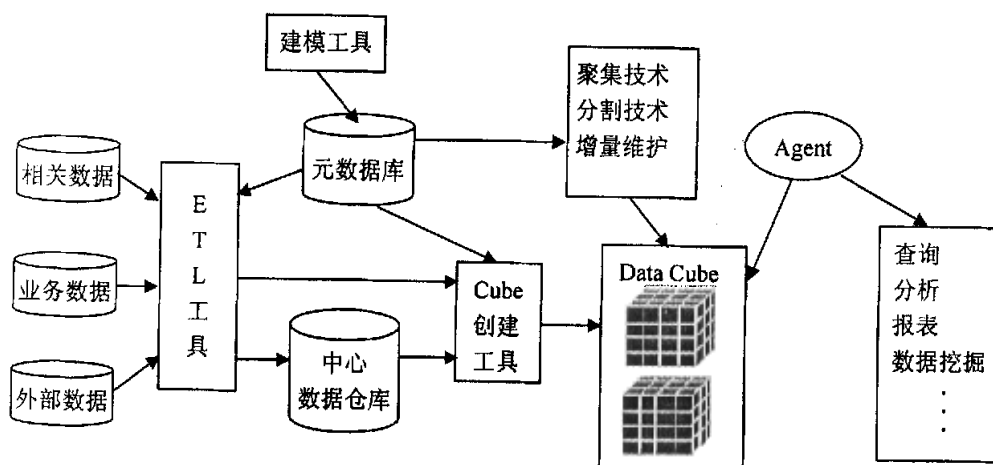 建模工具
聚集技术
分割技术
增量维护
Agent
相关数据
元数据库
E
T
L
工
具
业务数据
外部数据
中心
数据仓库
Cube
创建
工具
Data Cube
查询
分析
报表
数据挖掘